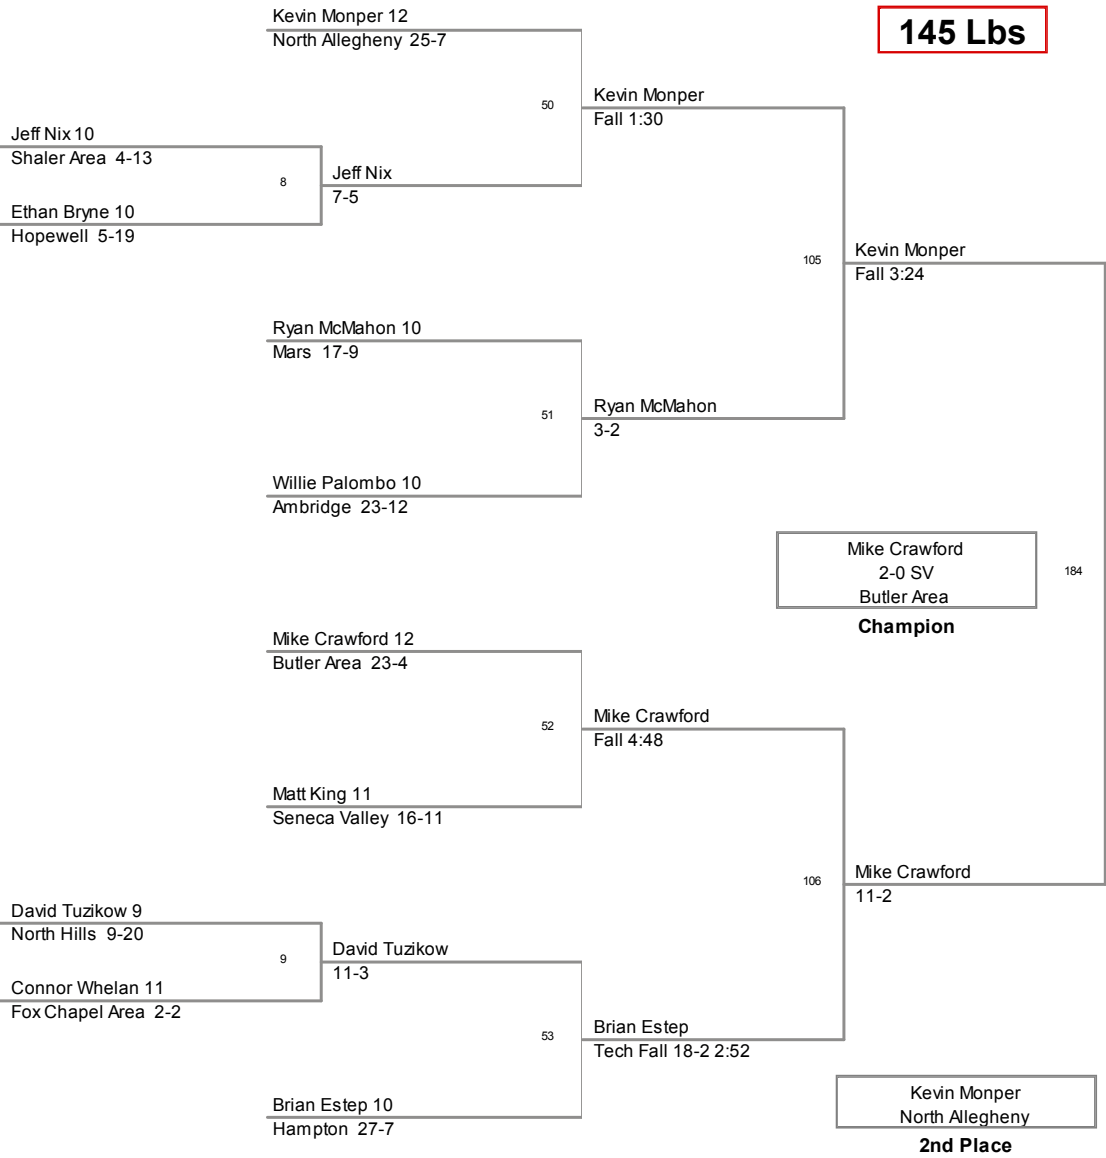 145 Lbs
Kevin Monper 12
North Allegheny 25-7
50
Kevin Monper
Fall 1:30
Jeff Nix 10
Shaler Area 4-13
8
Jeff Nix
7-5
Ethan Bryne 10
Hopewell 5-19
105
Kevin Monper
Fall 3:24
Ryan McMahon 10
Mars 17-9
51
Ryan McMahon
3-2
Willie Palombo 10
Ambridge 23-12
Mike Crawford
2-0 SV
Butler Area
Champion
184
Mike Crawford 12
Butler Area 23-4
52
Mike Crawford
Fall 4:48
Matt King 11
Seneca Valley 16-11
106
Mike Crawford
11-2
David Tuzikow 9
North Hills 9-20
9
David Tuzikow
11-3
Connor Whelan 11
Fox Chapel Area 2-2
53
Brian Estep
Tech Fall 18-2 2:52
Brian Estep 10
Hampton 27-7
Kevin Monper
North Allegheny
2nd Place